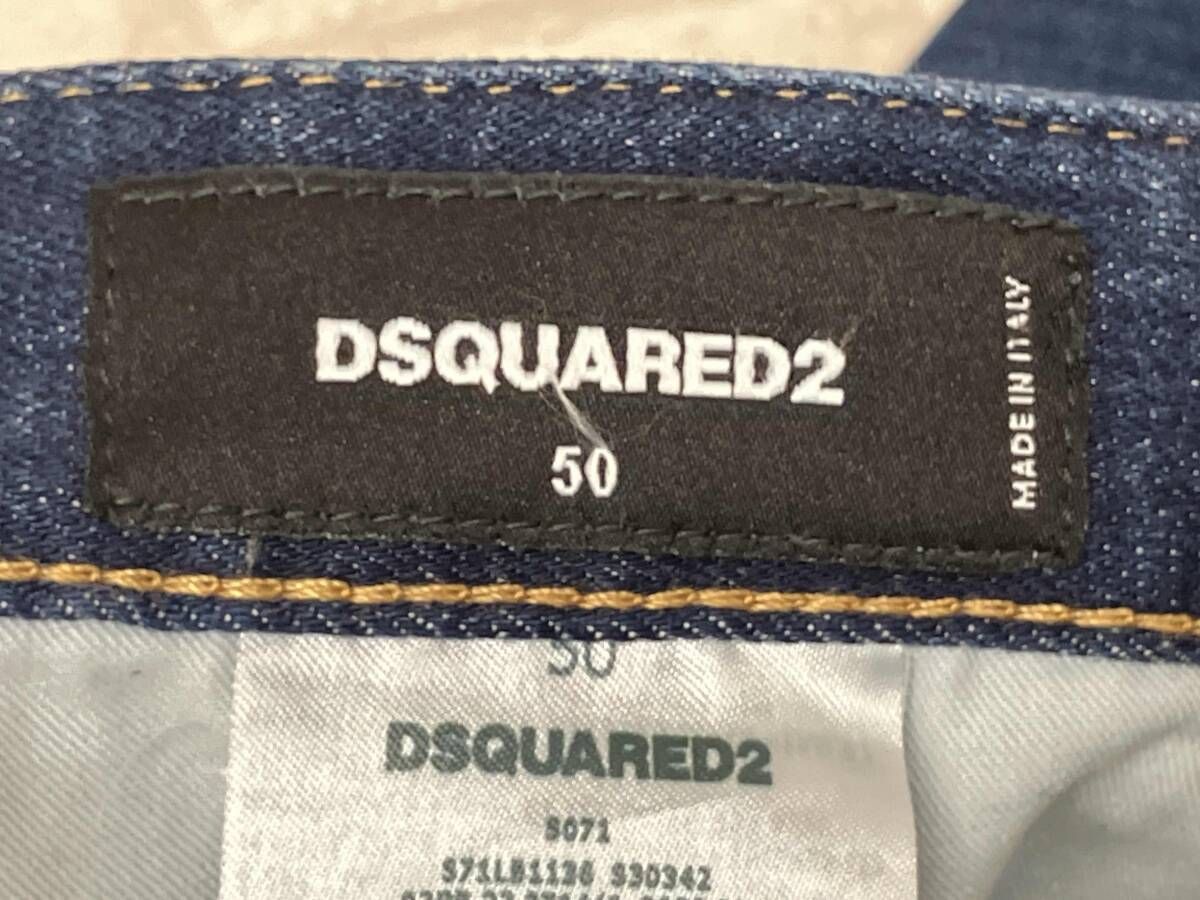 DSQUARED2
50
MADE IN ITALY
50
DSQUARED2
S071
S71LB1138 S30342